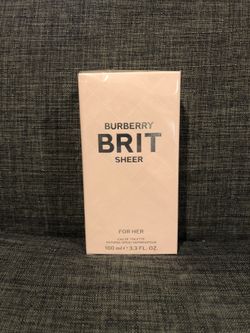 BURBERRY
BRIT
SHEER
FOR HER
EAU DE TOILETTE
NATURAL SPRAY VAPORISATEUR
100 ml ℮ 3.3 FL. OZ.